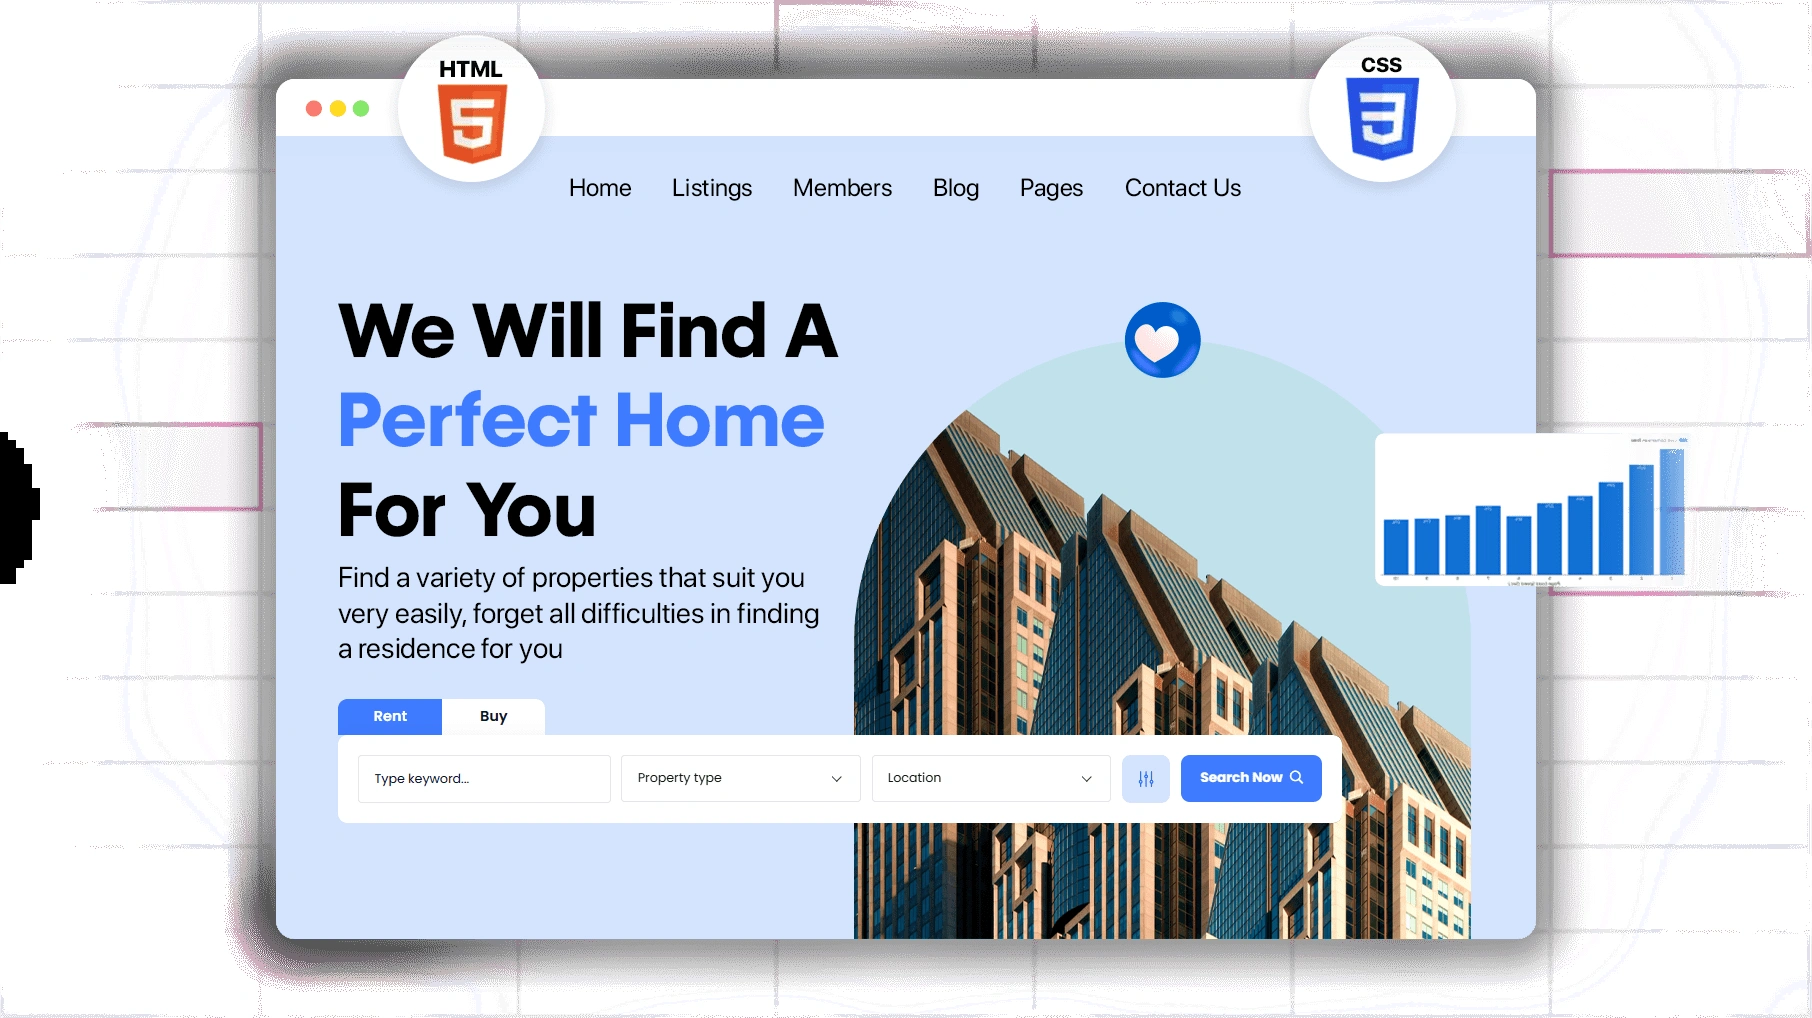 HTML
CSS
Home Listings Members Blog Pages Contact Us
We Will Find A
Perfect Home
For You
Find a variety of properties that suit you
very easily, forget all difficulties in finding
a residence for you
Rent Buy
Type keyword... Property type Location Search Now